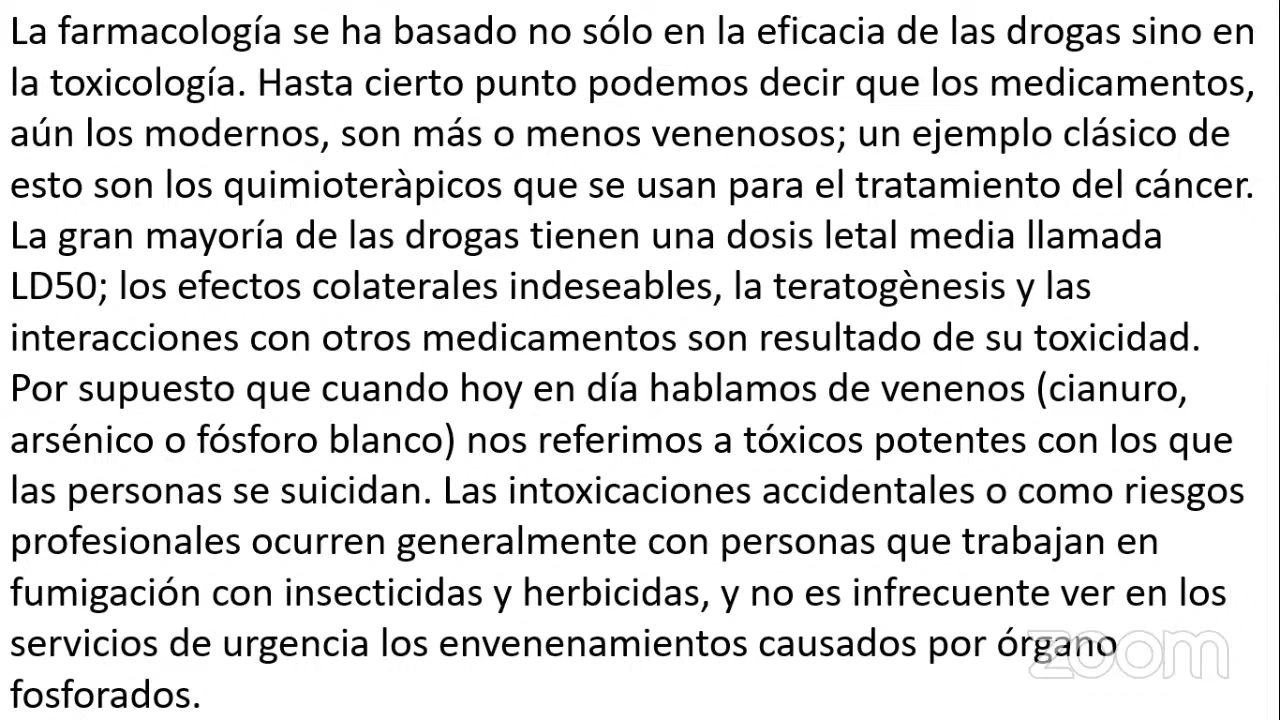 La farmacología se ha basado no sólo en la eficacia de las drogas sino en
la toxicología. Hasta cierto punto podemos decir que los medicamentos,
aún los modernos, son más o menos venenosos; un ejemplo clásico de
esto son los quimioteràpicos que se usan para el tratamiento del cáncer.
La gran mayoría de las drogas tienen una dosis letal media llamada
LD50; los efectos colaterales indeseables, la teratogènesis y las
interacciones con otros medicamentos son resultado de su toxicidad.
Por supuesto que cuando hoy en día hablamos de venenos (cianuro,
arsénico o fósforo blanco) nos referimos a tóxicos potentes con los que
las personas se suicidan. Las intoxicaciones accidentales o como riesgos
profesionales ocurren generalmente con personas que trabajan en
fumigación con insecticidas y herbicidas, y no es infrecuente ver en los
servicios de urgencia los envenenamientos causados por órgano
fosforados.
zoom